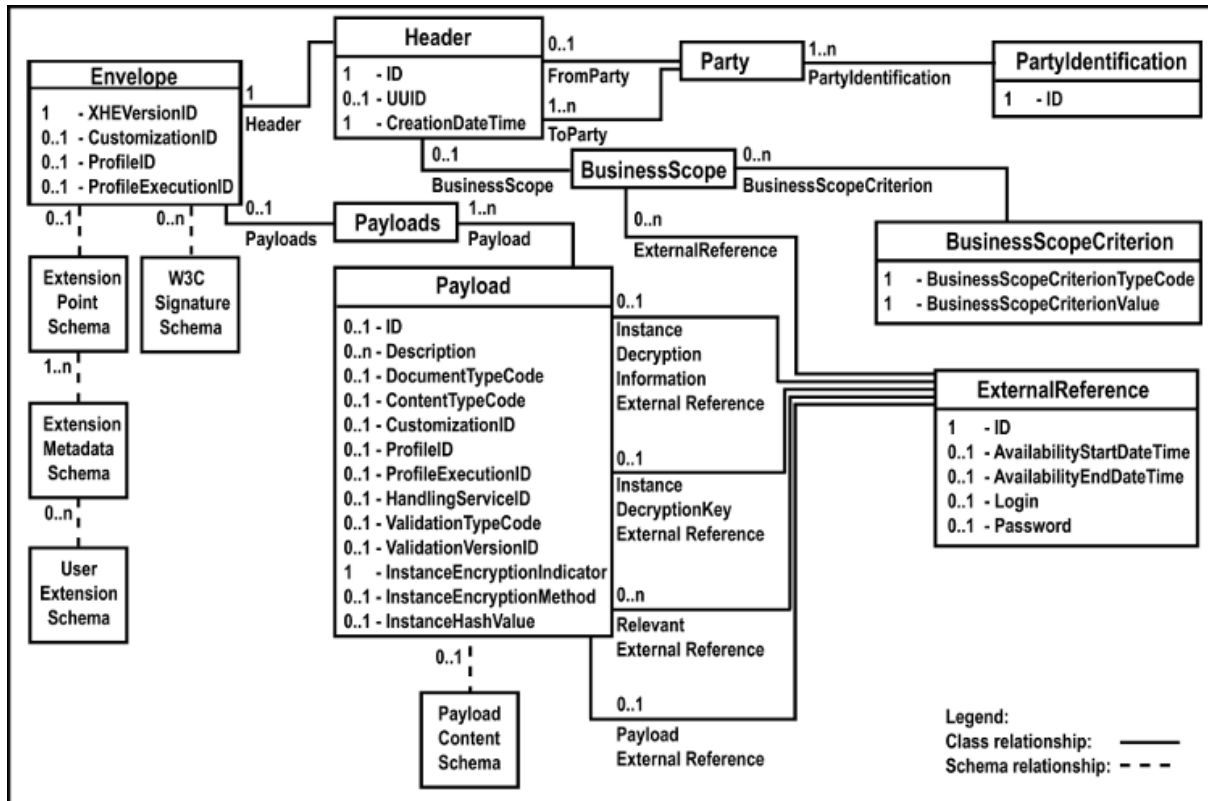 Envelope
1 - XHEVersionID
0..1 - CustomizationID
0..1 - ProfileID
0..1 - ProfileExecutionID
1
Header
Header
1 - ID
0..1 - UUID
1 - CreationDateTime
0..1
FromParty
1..n
ToParty
Party
1..n
PartyIdentification
PartyIdentification
1 - ID
0..1
BusinessScope
BusinessScope
0..n
BusinessScopeCriterion
0..n
ExternalReference
BusinessScopeCriterion
1 - BusinessScopeCriterionTypeCode
1 - BusinessScopeCriterionValue
0..1
0..n
0..1
Payloads
Payloads
1..n
Payload
Extension
Point
Schema
W3C
Signature
Schema
1..n
Extension
Metadata
Schema
0..n
User
Extension
Schema
Payload
0..1 - ID
0..n - Description
0..1 - DocumentTypeCode
0..1 - ContentTypeCode
0..1 - CustomizationID
0..1 - ProfileID
0..1 - ProfileExecutionID
0..1 - HandlingServiceID
0..1 - ValidationTypeCode
0..1 - ValidationVersionID
1 - InstanceEncryptionIndicator
0..1 - InstanceEncryptionMethod
0..1 - InstanceHashValue
0..1
Instance
Decryption
Information
External Reference
0..1
Instance
DecryptionKey
External Reference
0..n
Relevant
External Reference
0..1
Payload
External Reference
0..1
Payload
Content
Schema
ExternalReference
1 - ID
0..1 - AvailabilityStartDateTime
0..1 - AvailabilityEndDateTime
0..1 - Login
0..1 - Password
Legend:
Class relationship:
Schema relationship: